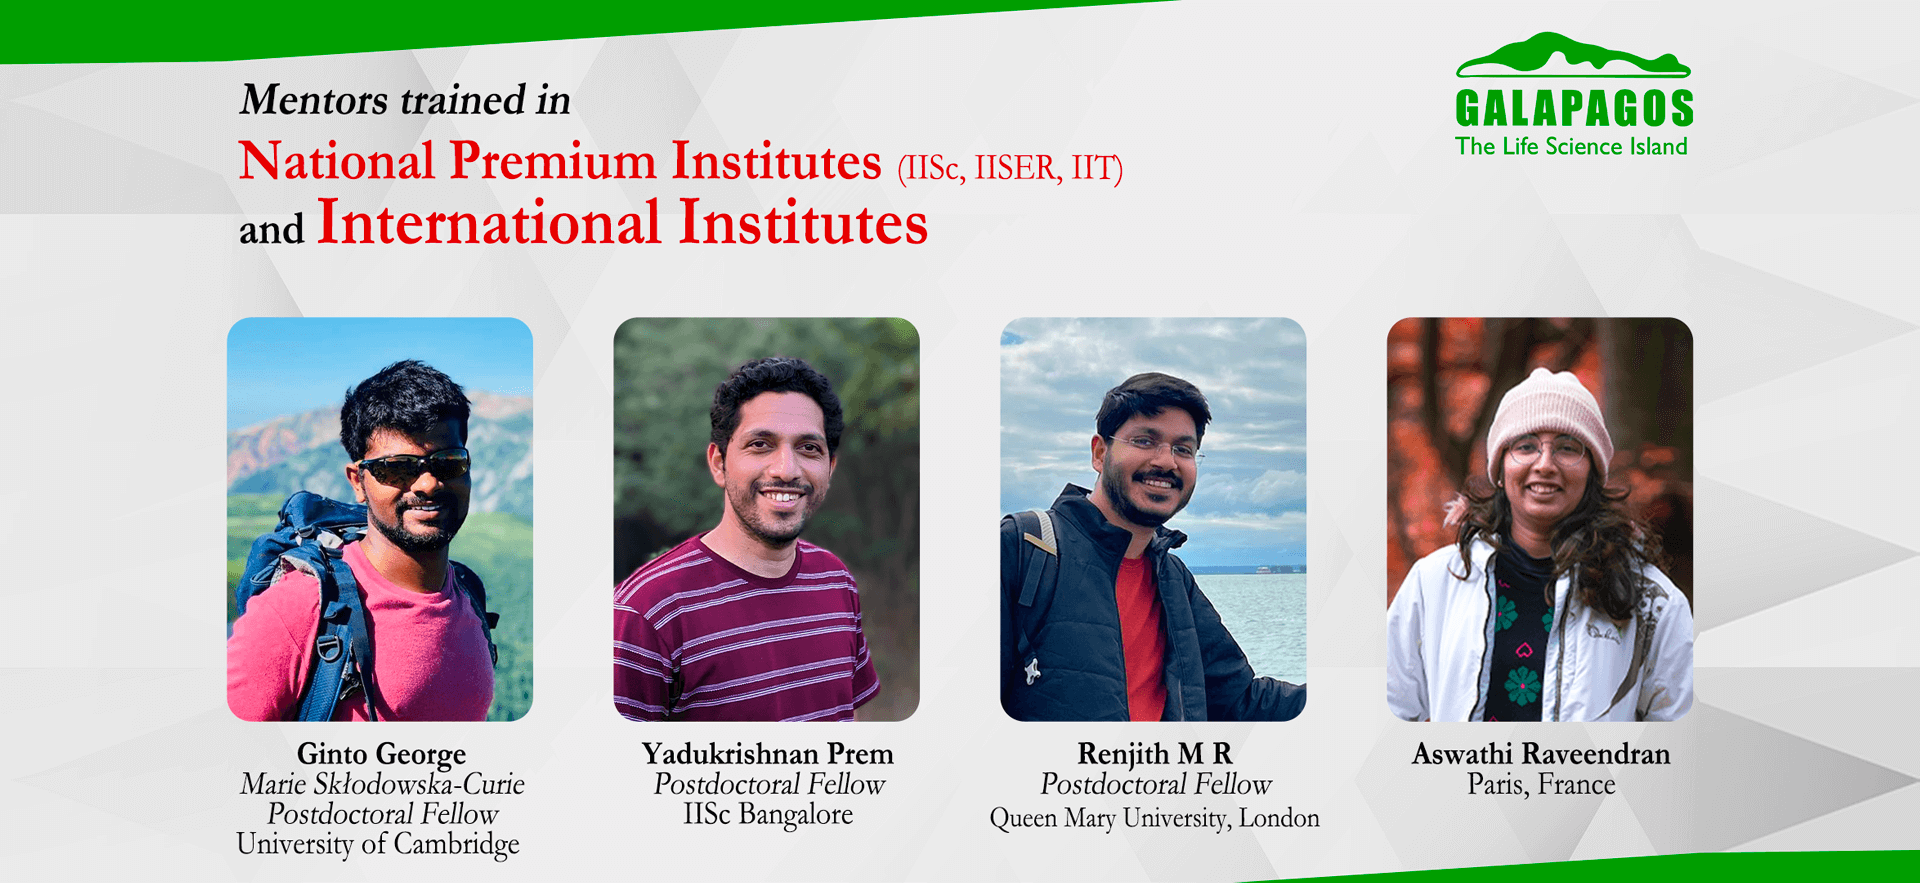 Mentors trained in
National Premium Institutes (IISc, IISER, IIT)
and International Institutes
GALAPAGOS
The Life Science Island
Ginto George
Marie Skłodowska-Curie
Postdoctoral Fellow
University of Cambridge
Yadukrishnan Prem
Postdoctoral Fellow
IISc Bangalore
Renjith M R
Postdoctoral Fellow
Queen Mary University, London
Aswathi Raveendran
Paris, France